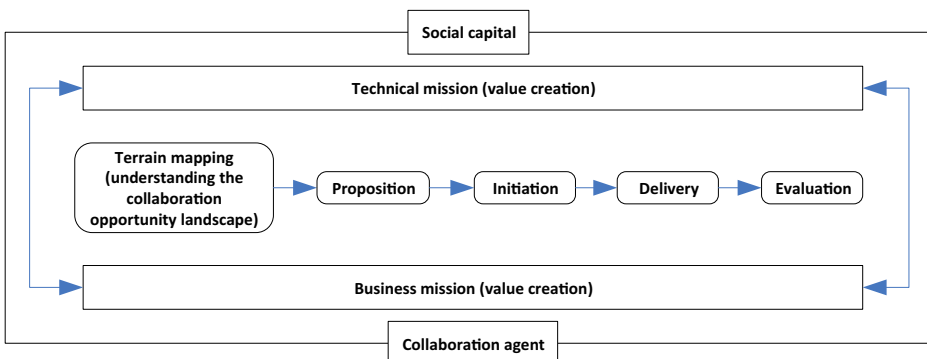 Social capital
Technical mission (value creation)
Terrain mapping
(understanding the
collaboration
opportunity landscape)
Proposition
Initiation
Delivery
Evaluation
Business mission (value creation)
Collaboration agent